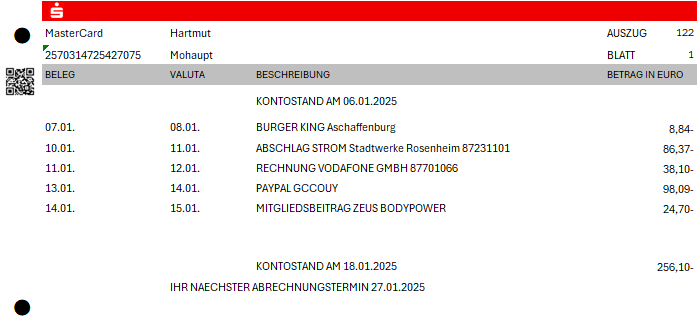 MasterCard Hartmut AUSZUG 122
2570314725427075 Mohaupt BLATT 1
BELEG VALUTA BESCHREIBUNG BETRAG IN EURO
KONTOSTAND AM 06.01.2025
07.01. 08.01. BURGER KING Aschaffenburg 8,84-
10.01. 11.01. ABSCHLAG STROM Stadtwerke Rosenheim 87231101 86,37-
11.01. 12.01. RECHNUNG VODAFONE GMBH 87701066 38,10-
13.01. 14.01. PAYPAL GCCOUY 98,09-
14.01. 15.01. MITGLIEDSBEITRAG ZEUS BODYPOWER 24,70-
KONTOSTAND AM 18.01.2025 256,10-
IHR NAECHSTER ABRECHNUNGSTERMIN 27.01.2025